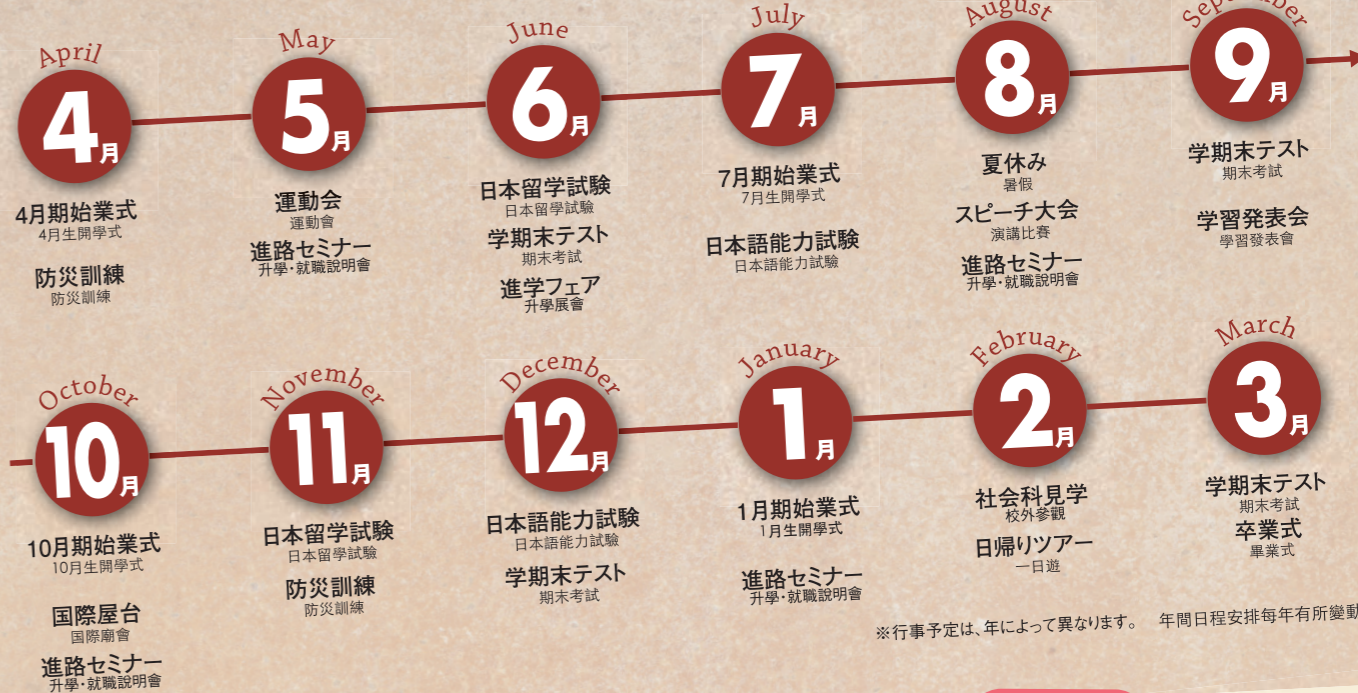 April
4月
4月期始業式
4月生開學式
防災訓練
防災訓練
May
5月
運動会
運動會
進路セミナー
升學・就職說明會
June
6月
日本留学試験
日本留學試驗
学期末テスト
期末考試
進学フェア
升學展會
July
7月
7月期始業式
7月生開學式
日本語能力試験
日本語能力試驗
August
8月
夏休み
暑假
スピーチ大会
演講比賽
進路セミナー
升學・就職說明會
September
9月
学期末テスト
期末考試
学習発表会
學習發表會
October
10月
10月期始業式
10月生開學式
国際屋台
国際廟會
進路セミナー
升學・就職說明會
November
11月
日本留学試験
日本留學試驗
防災訓練
防災訓練
December
12月
日本語能力試験
日本語能力試驗
学期末テスト
期末考試
January
1月
1月期始業式
1月生開學式
進路セミナー
升學・就職說明會
February
2月
社会科見学
校外參觀
日帰りツアー
一日遊
March
3月
学期末テスト
期末考試
卒業式
畢業式
※行事予定は、年によって異なります。 年間日程安排每年有所變動